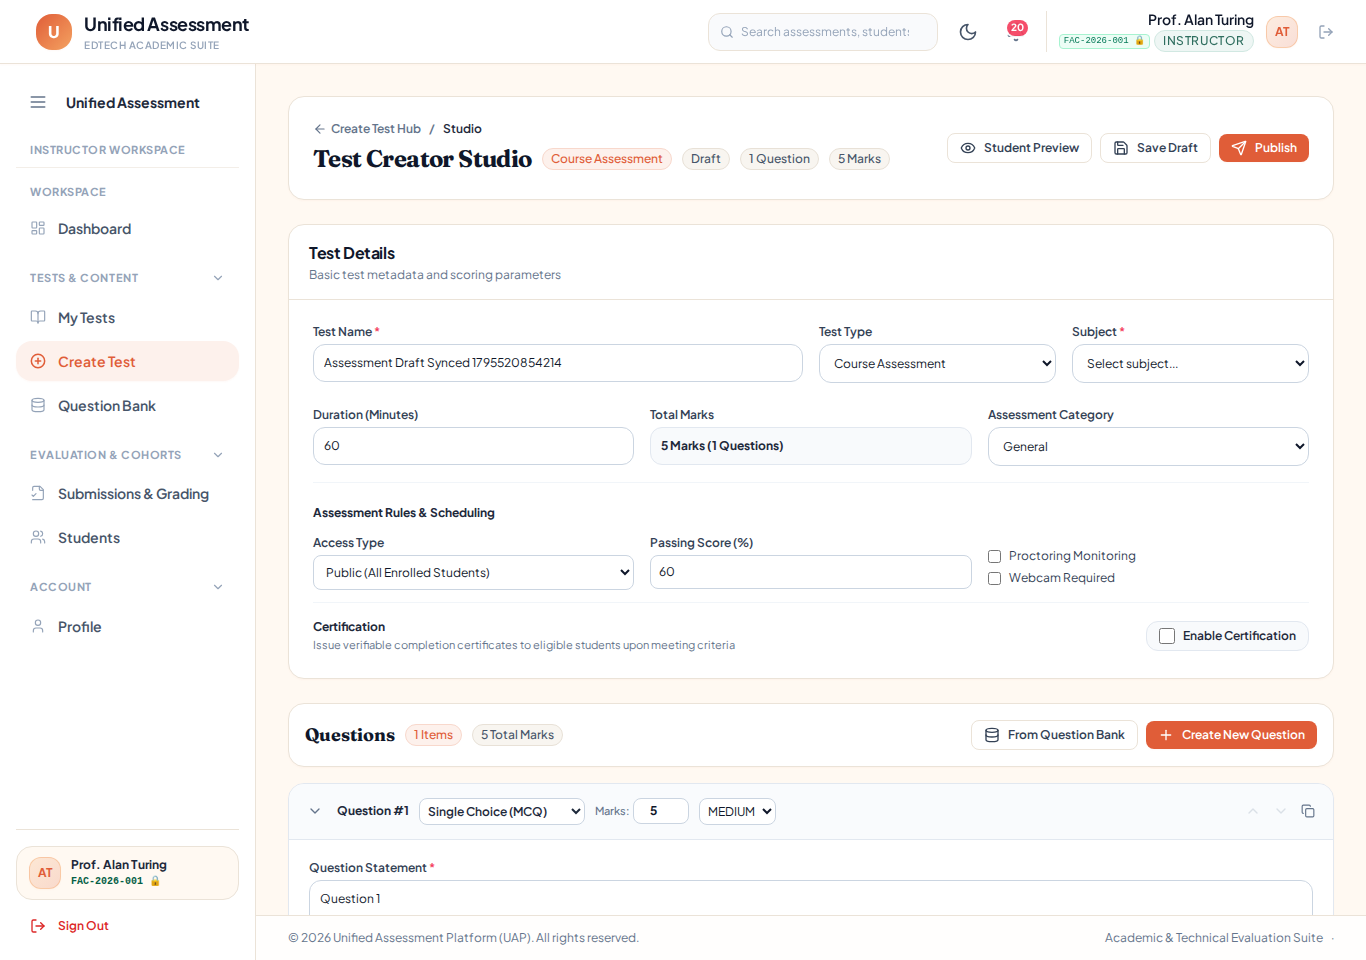 U
Unified Assessment
EDTECH ACADEMIC SUITE
Search assessments, students
20
Prof. Alan Turing
FAC-2026-001 🔒
INSTRUCTOR
AT
Unified Assessment
INSTRUCTOR WORKSPACE
WORKSPACE
Dashboard
TESTS & CONTENT
My Tests
Create Test
Question Bank
EVALUATION & COHORTS
Submissions & Grading
Students
ACCOUNT
Profile
AT
Prof. Alan Turing
FAC-2026-001 🔒
Sign Out
Create Test Hub / Studio
Test Creator Studio
Course Assessment
Draft
1 Question
5 Marks
Student Preview
Save Draft
Publish
Test Details
Basic test metadata and scoring parameters
Test Name *
Assessment Draft Synced 1795520854214
Test Type
Course Assessment
Subject *
Select subject...
Duration (Minutes)
60
Total Marks
5 Marks (1 Questions)
Assessment Category
General
Assessment Rules & Scheduling
Access Type
Public (All Enrolled Students)
Passing Score (%)
60
Proctoring Monitoring
Webcam Required
Certification
Issue verifiable completion certificates to eligible students upon meeting criteria
Enable Certification
Questions
1 Items
5 Total Marks
From Question Bank
Create New Question
Question #1
Single Choice (MCQ)
Marks:
5
MEDIUM
Question Statement *
Question 1
© 2026 Unified Assessment Platform (UAP). All rights reserved.
Academic & Technical Evaluation Suite ·